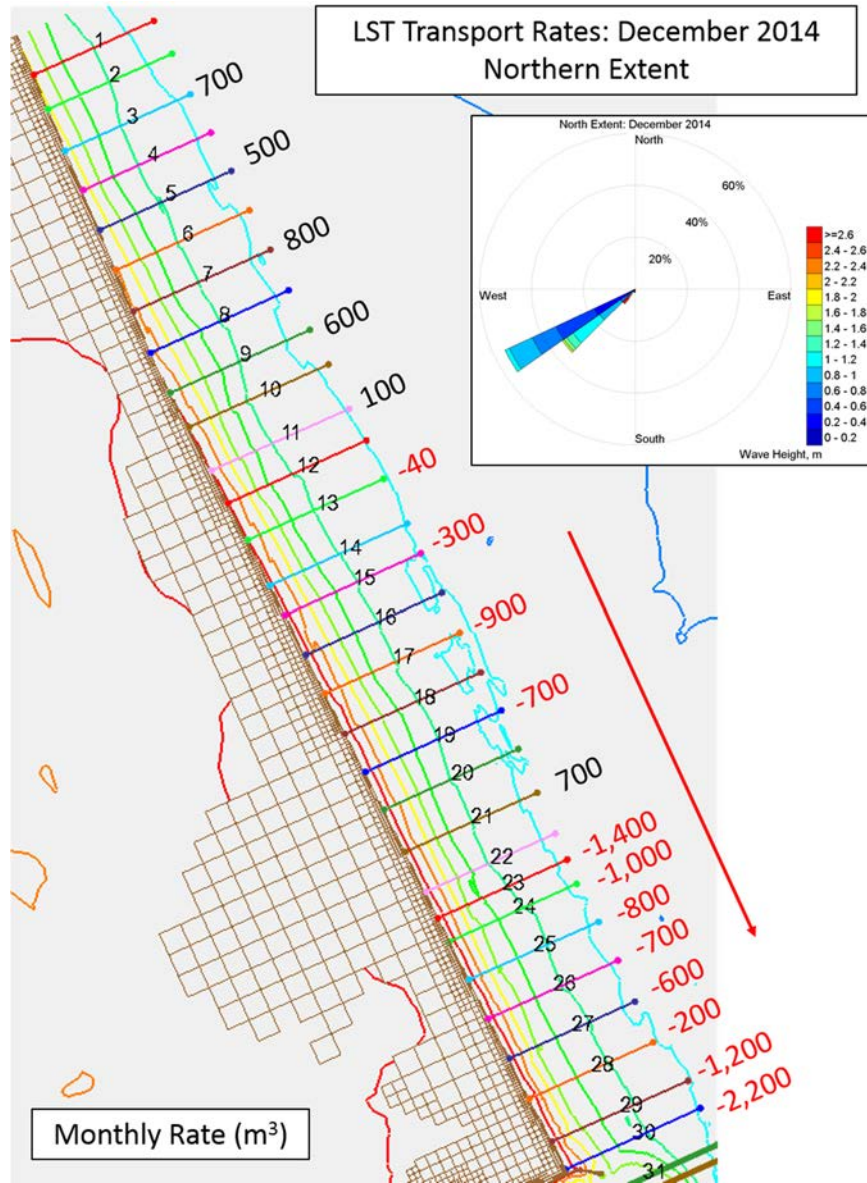 LST Transport Rates: December 2014
Northern Extent
North Extent: December 2014
North
60%
40%
20%
West
East
South
>=2.6
2.4 - 2.6
2.2 - 2.4
2 - 2.2
1.8 - 2
1.6 - 1.8
1.4 - 1.6
1.2 - 1.4
1 - 1.2
0.8 - 1
0.6 - 0.8
0.4 - 0.6
0.2 - 0.4
0 - 0.2
Wave Height, m
1
2
3
700
4
5
500
6
7
800
8
9
600
10
11
100
12
13
-40
14
15
-300
16
17
-900
18
19
-700
20
21
700
22
23
-1,400
24
-1,000
25
-800
26
-700
27
-600
28
-200
29
-1,200
30
-2,200
31
Monthly Rate (m³)